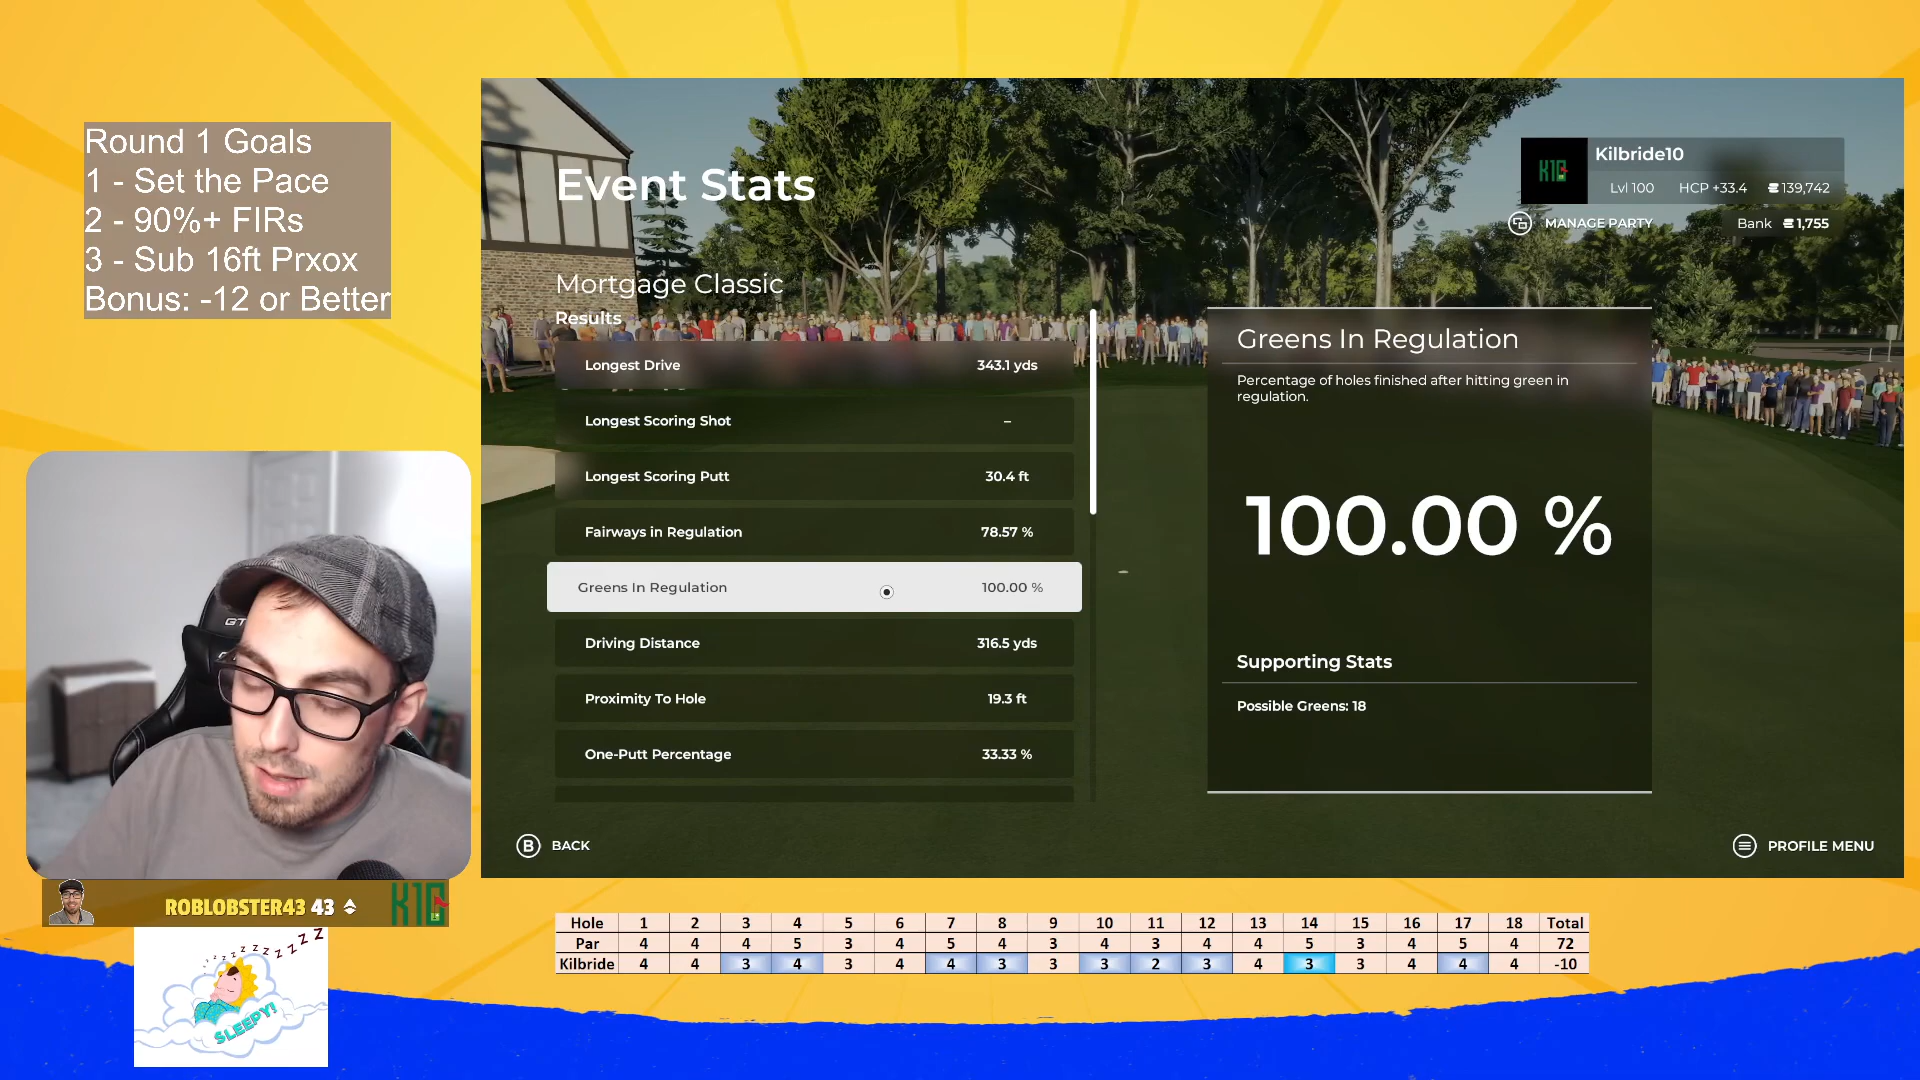 Round 1 Goals
1 - Set the Pace
2 - 90%+ FIRs
3 - Sub 16ft Prxox
Bonus: -12 or Better
Event Stats
Kilbride10
Lvl 100 HCP +33.4 139,742
MANAGE PARTY Bank 1,755
Mortgage Classic
Results
Longest Drive 343.1 yds
Longest Scoring Shot –
Longest Scoring Putt 30.4 ft
Fairways in Regulation 78.57 %
Greens In Regulation 100.00 %
Driving Distance 316.5 yds
Proximity To Hole 19.3 ft
One-Putt Percentage 33.33 %
Greens In Regulation
Percentage of holes finished after hitting green in
regulation.
100.00 %
Supporting Stats
Possible Greens: 18
B BACK
PROFILE MENU
K10
GT
ROBLOBSTER43 43
K10
z z z z z z z z Z Z Z
SLEEPY!
Hole 1 2 3 4 5 6 7 8 9 10 11 12 13 14 15 16 17 18 Total
Par 4 4 4 5 3 4 5 4 3 4 3 4 4 5 3 4 5 4 72
Kilbride 4 4 3 4 3 4 4 3 3 3 2 3 4 3 3 4 4 4 -10